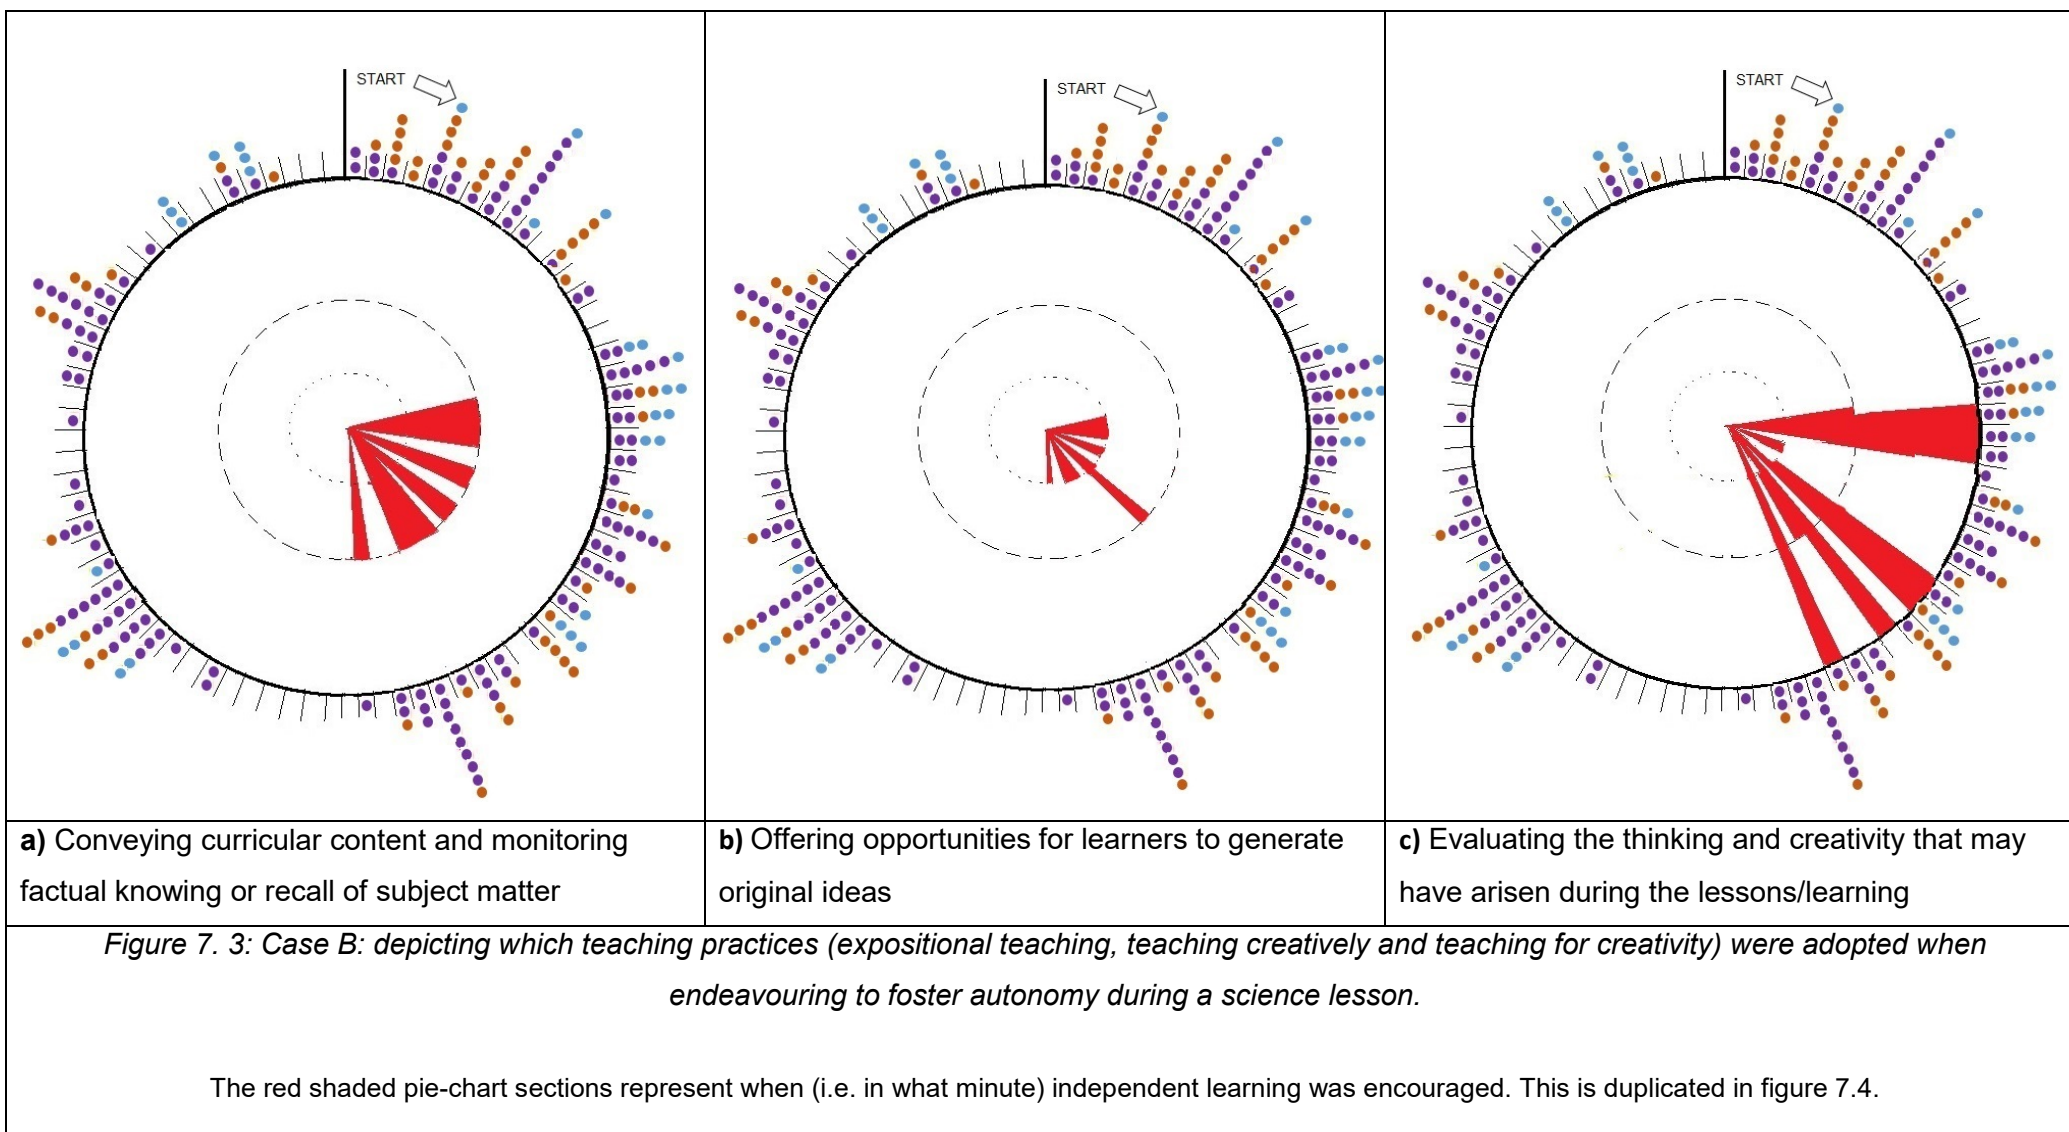 START
START
START
a) Conveying curricular content and monitoring
factual knowing or recall of subject matter
b) Offering opportunities for learners to generate
original ideas
c) Evaluating the thinking and creativity that may
have arisen during the lessons/learning
Figure 7. 3: Case B: depicting which teaching practices (expositional teaching, teaching creatively and teaching for creativity) were adopted when
endeavouring to foster autonomy during a science lesson.
The red shaded pie-chart sections represent when (i.e. in what minute) independent learning was encouraged. This is duplicated in figure 7.4.